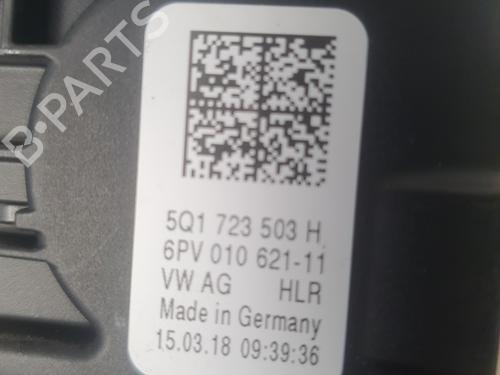 B-PARTS
5Q1 723 503 H
6PV 010 621-11
VW AG HLR
Made in Germany
15.03.18 09:39:36